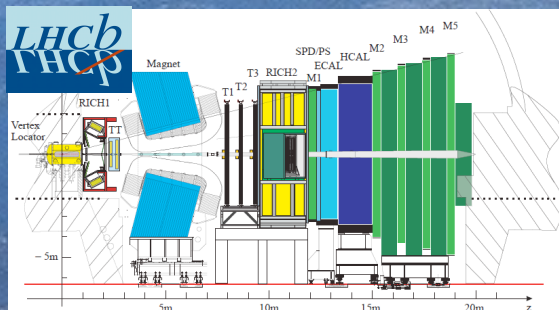 LHCb
LHCb
M5
M4
M3
M2
SPD/PS
HCAL
ECAL
M1
Magnet
T3 RICH2
T2
T1
RICH1
TT
Vertex
Locator
– 5m
5m
10m
15m
20m
z